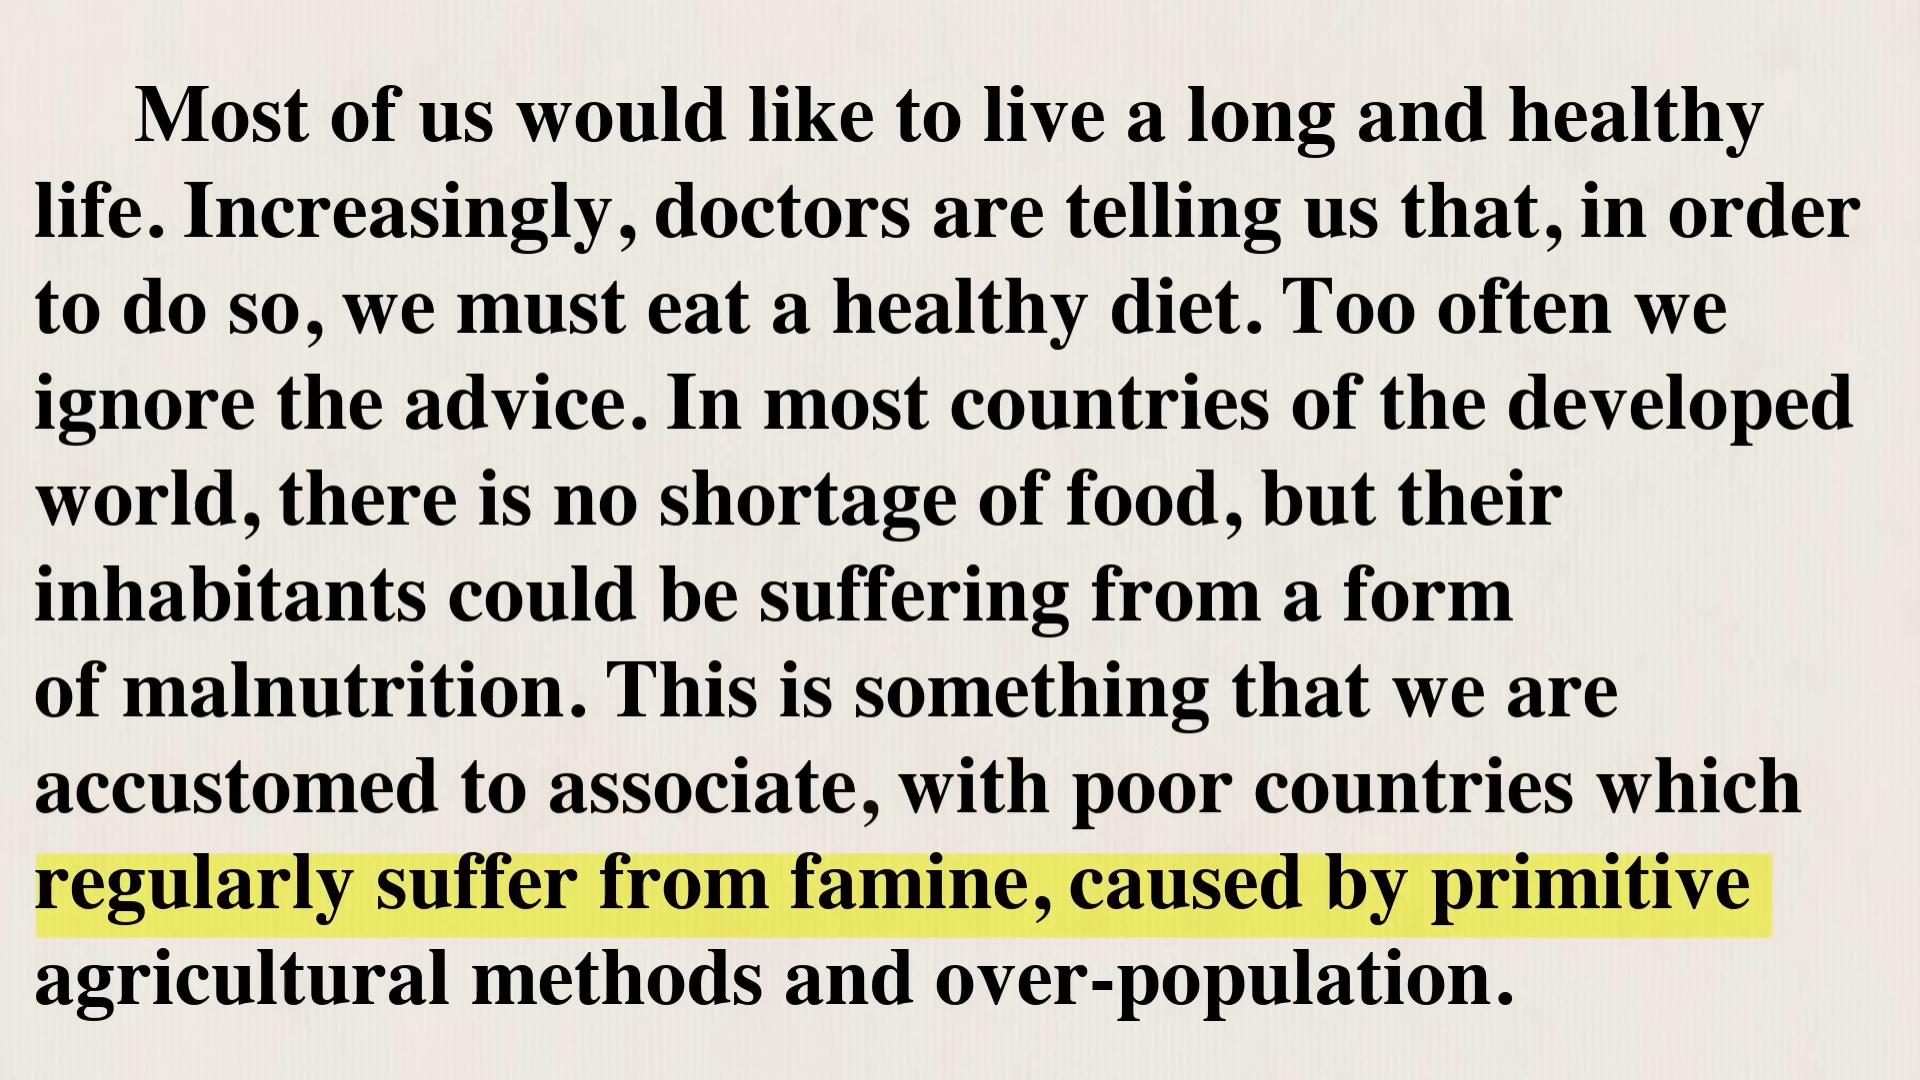 Most of us would like to live a long and healthy
life. Increasingly, doctors are telling us that, in order
to do so, we must eat a healthy diet. Too often we
ignore the advice. In most countries of the developed
world, there is no shortage of food, but their
inhabitants could be suffering from a form
of malnutrition. This is something that we are
accustomed to associate, with poor countries which
regularly suffer from famine, caused by primitive
agricultural methods and over-population.